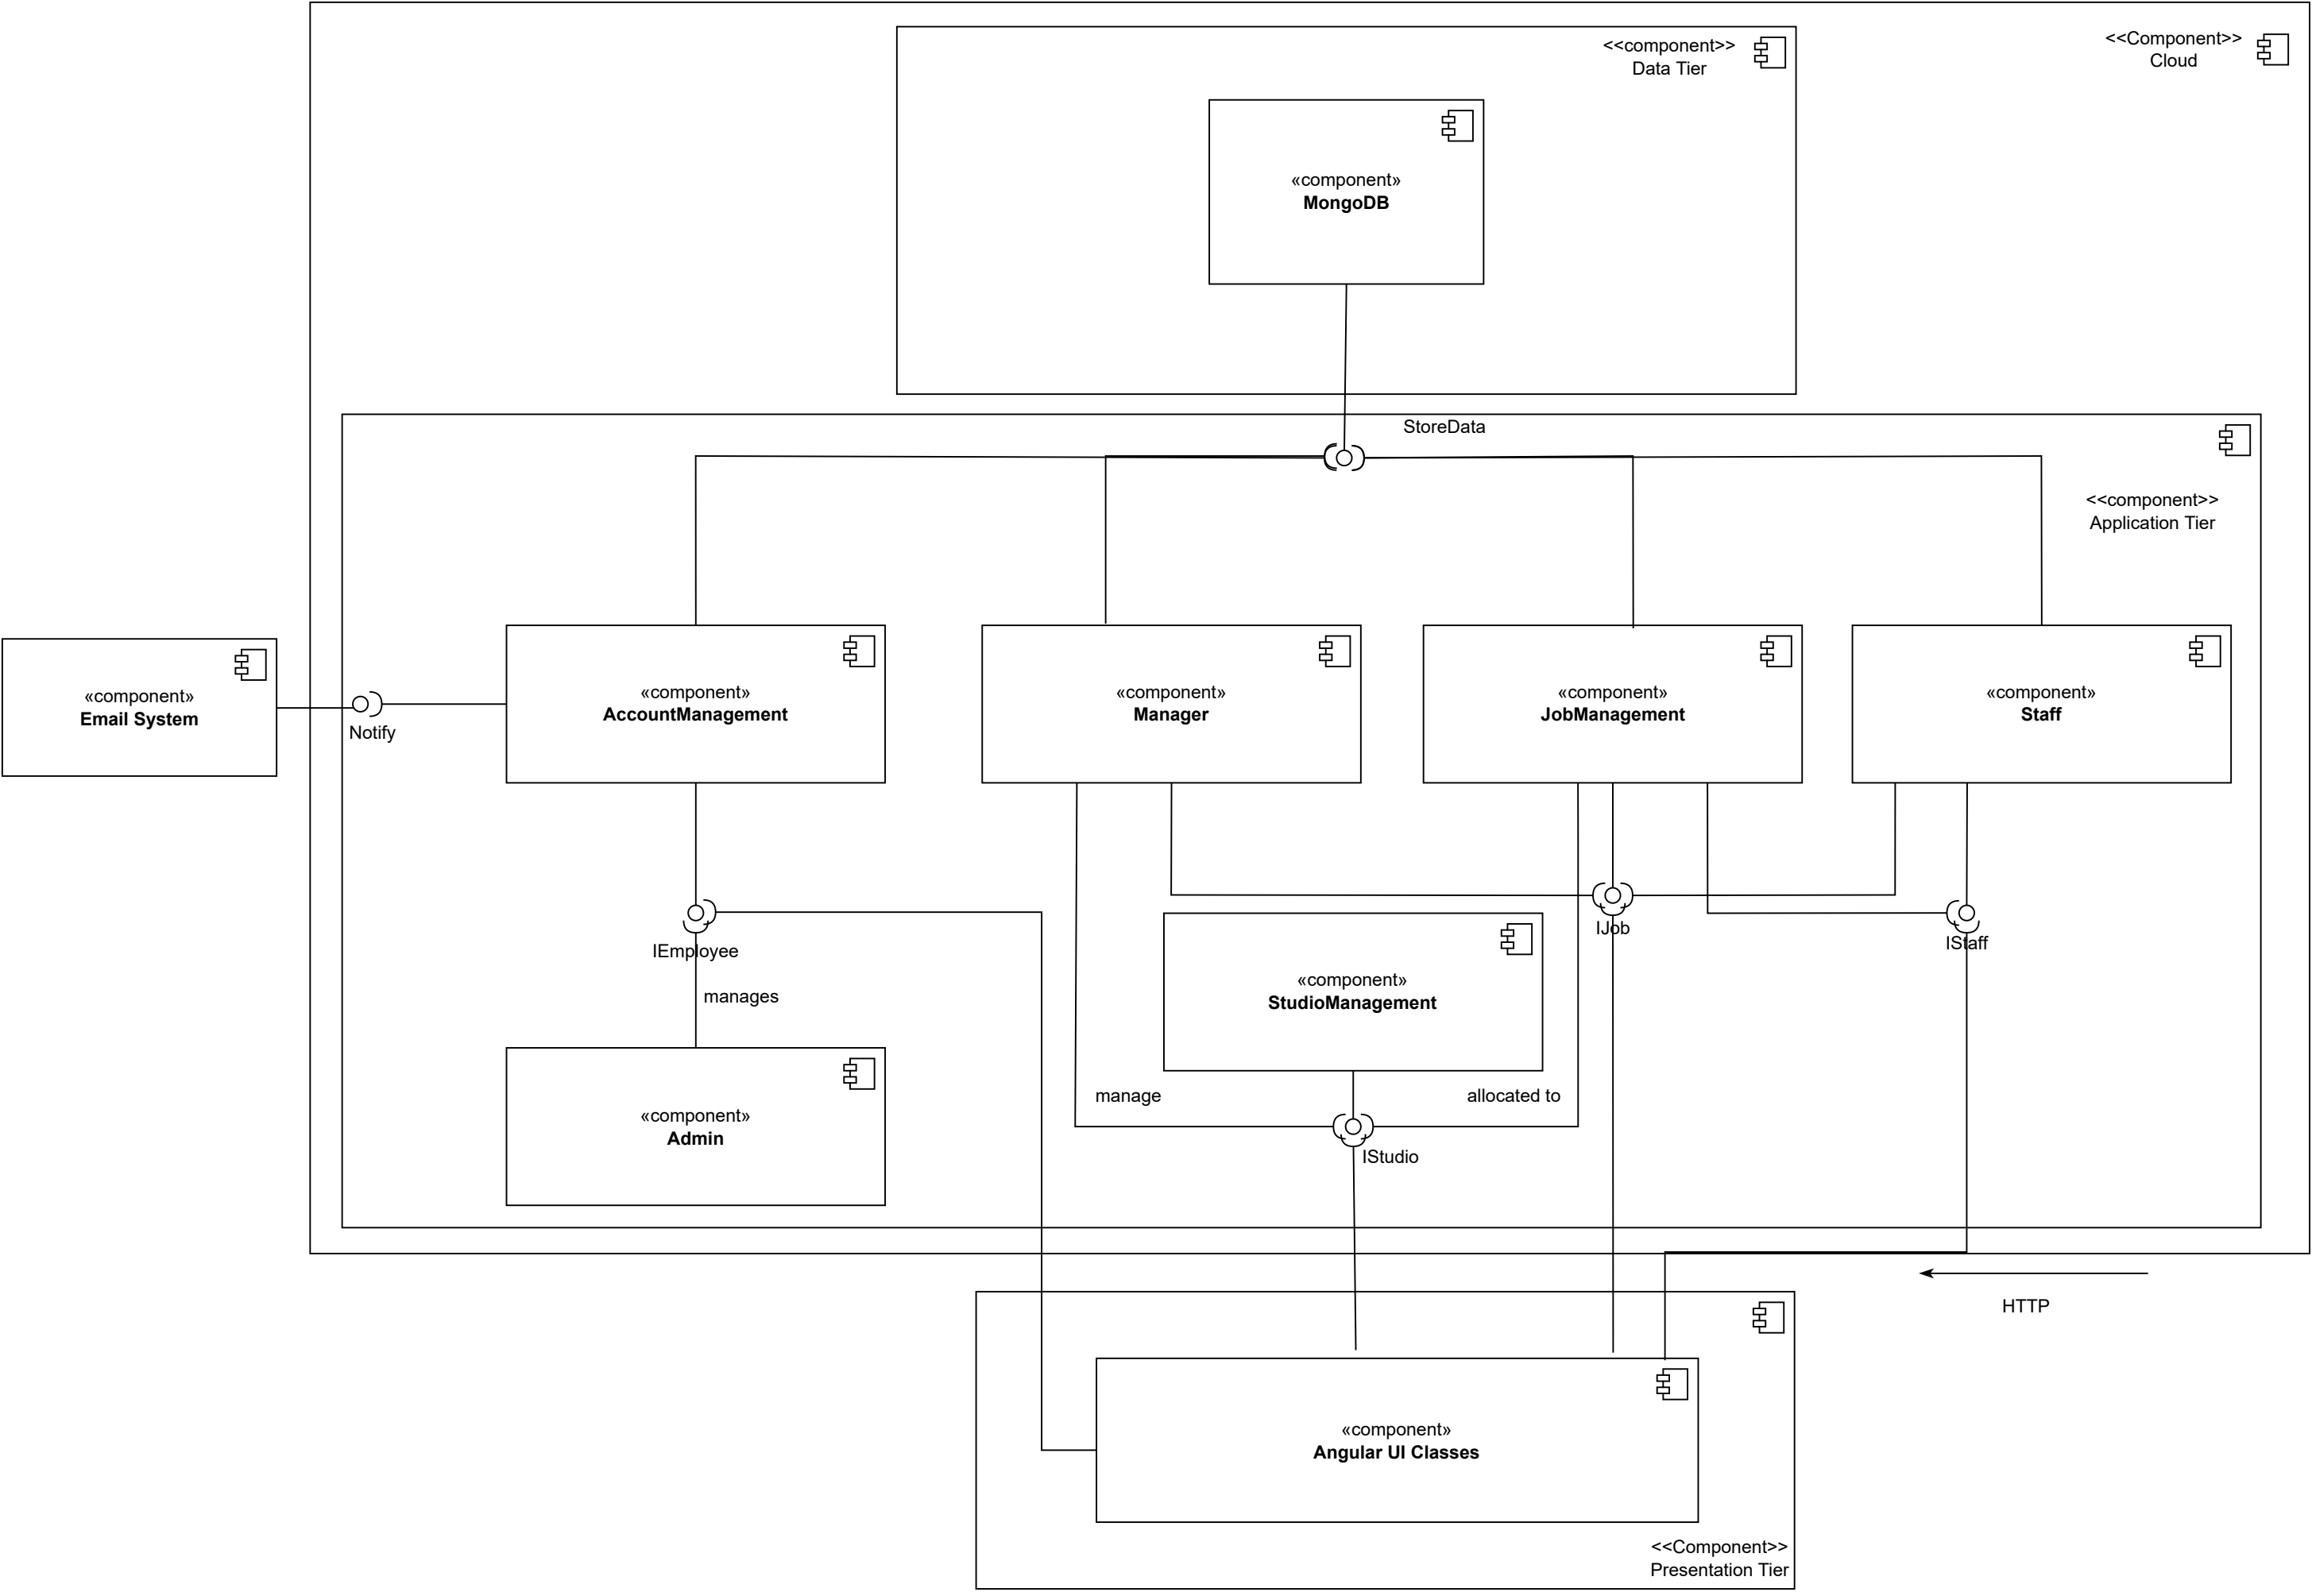 <<component>>
Data Tier
<<Component>>
Cloud
«component»
MongoDB
StoreData
<<component>>
Application Tier
«component»
Email System
Notify
«component»
AccountManagement
«component»
Manager
«component»
JobManagement
«component»
Staff
IEmployee
manages
IJob
IStaff
«component»
StudioManagement
manage
allocated to
IStudio
«component»
Admin
HTTP
«component»
Angular UI Classes
<<Component>>
Presentation Tier